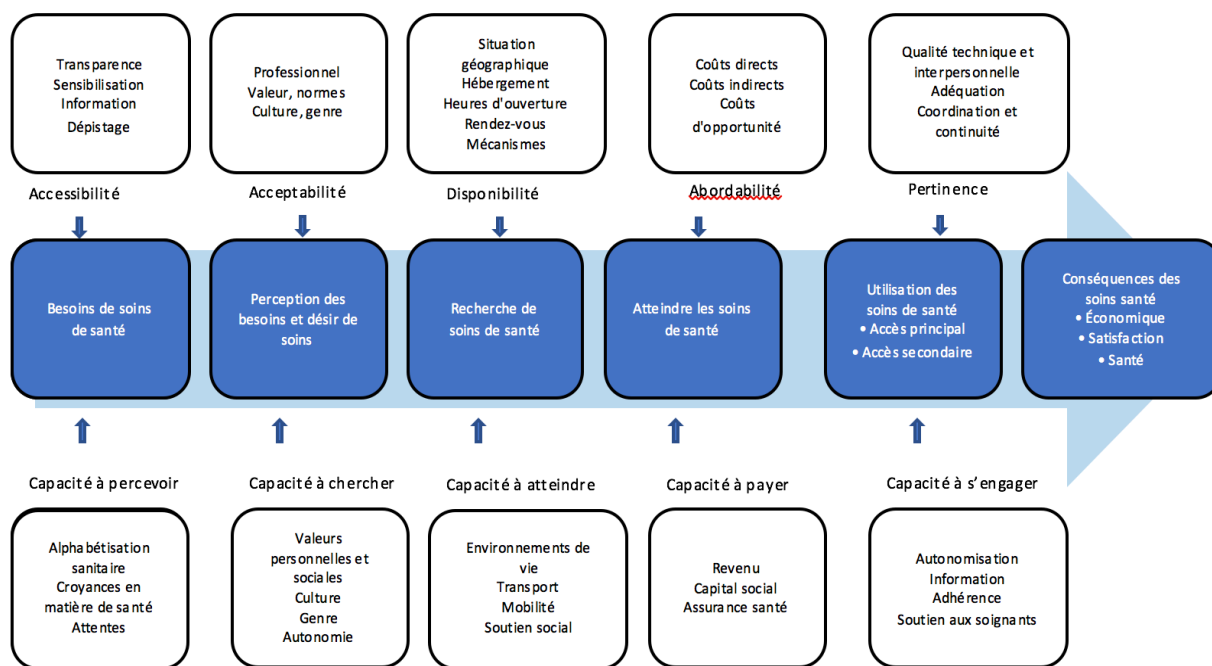 Transparence
Sensibilisation
Information
Dépistage
Professionnel
Valeur, normes
Culture, genre
Situation
géographique
Hébergement
Heures d'ouverture
Rendez-vous
Mécanismes
Coûts directs
Coûts indirects
Coûts
d'opportunité
Qualité technique et
interpersonnelle
Adéquation
Coordination et
continuité
Accessibilité
Acceptabilité
Disponibilité
Abordabilité
Pertinence
Besoins de soins
de santé
Perception des
besoins et désir de
soins
Recherche de
soins de santé
Atteindre les soins
de santé
Utilisation des
soins de santé
• Accès principal
• Accès secondaire
Conséquences des
soins santé
• Économique
• Satisfaction
• Santé
Capacité à percevoir
Capacité à chercher
Capacité à atteindre
Capacité à payer
Capacité à s’engager
Alphabétisation
sanitaire
Croyances en
matière de santé
Attentes
Valeurs
personnelles et
sociales
Culture
Genre
Autonomie
Environnements de
vie
Transport
Mobilité
Soutien social
Revenu
Capital social
Assurance santé
Autonomisation
Information
Adhérence
Soutien aux soignants